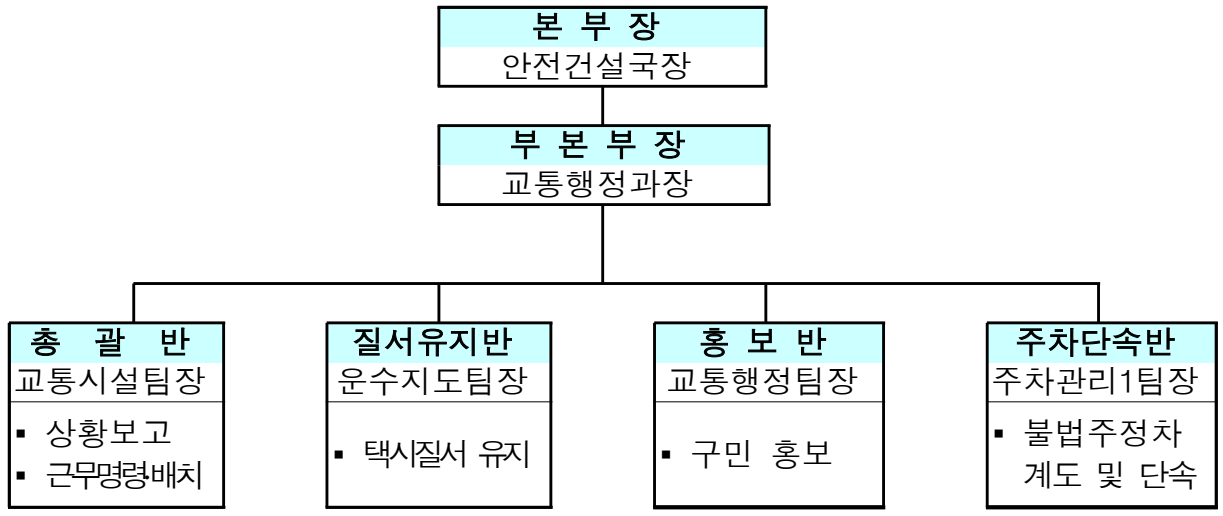 본 부 장
안전건설국장
부 본 부 장
교통행정과장
총 괄 반
교통시설팀장
▪ 상황보고
▪ 근무명령·배치
질서유지반
운수지도팀장
▪ 택시질서 유지
홍 보 반
교통행정팀장
▪ 구민 홍보
주차단속반
주차관리1팀장
▪ 불법주정차
계도 및 단속